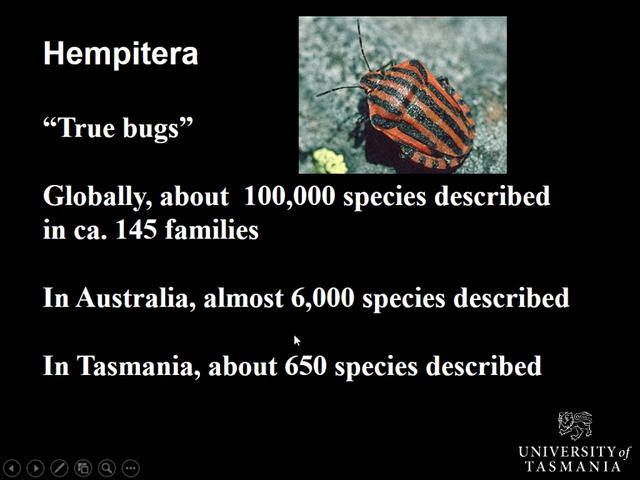 Hempitera
“True bugs”
Globally, about  100,000 species described
in ca. 145 families
In Australia, almost 6,000 species described
In Tasmania, about 650 species described
UNIVERSITY of
TASMANIA